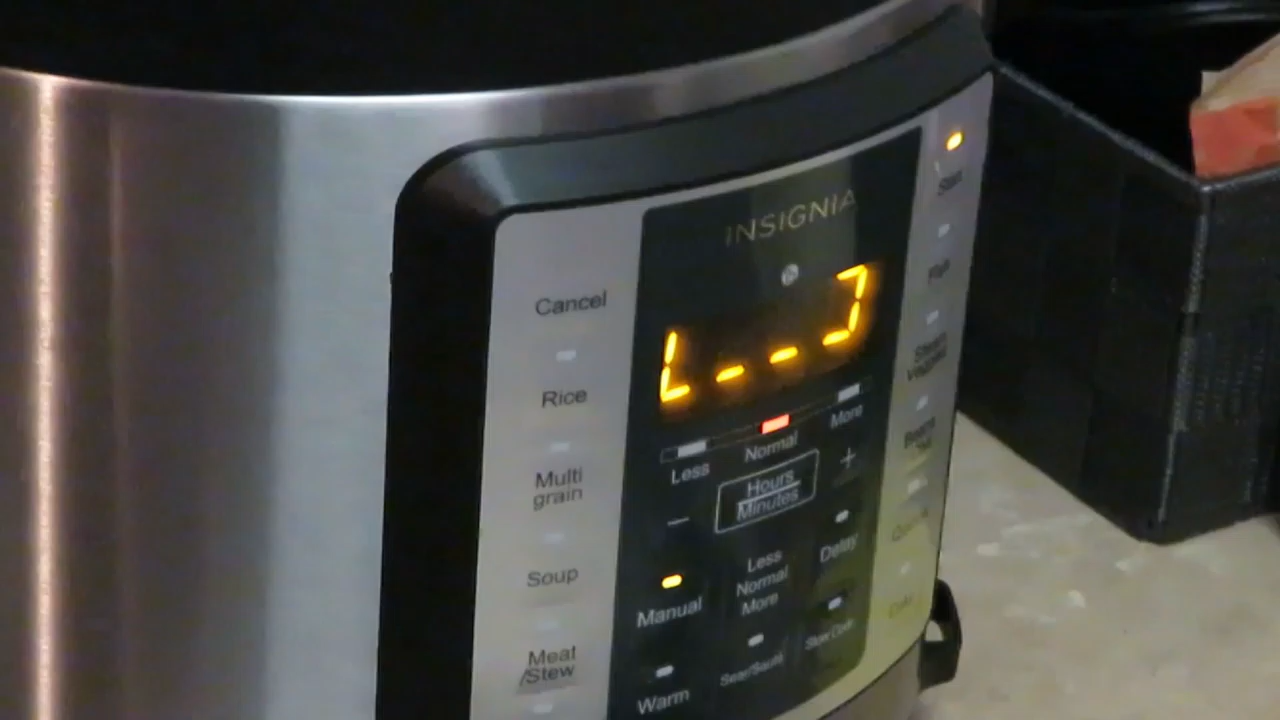 INSIGNIA
Start
Cancel
Rice
Multi
grain
Soup
Meat
/Stew
Less
Normal
More
+
Hours
Minutes
—
Less
Normal
More
Delay
Manual
Warm
Sear/Sauté
Slow Cook